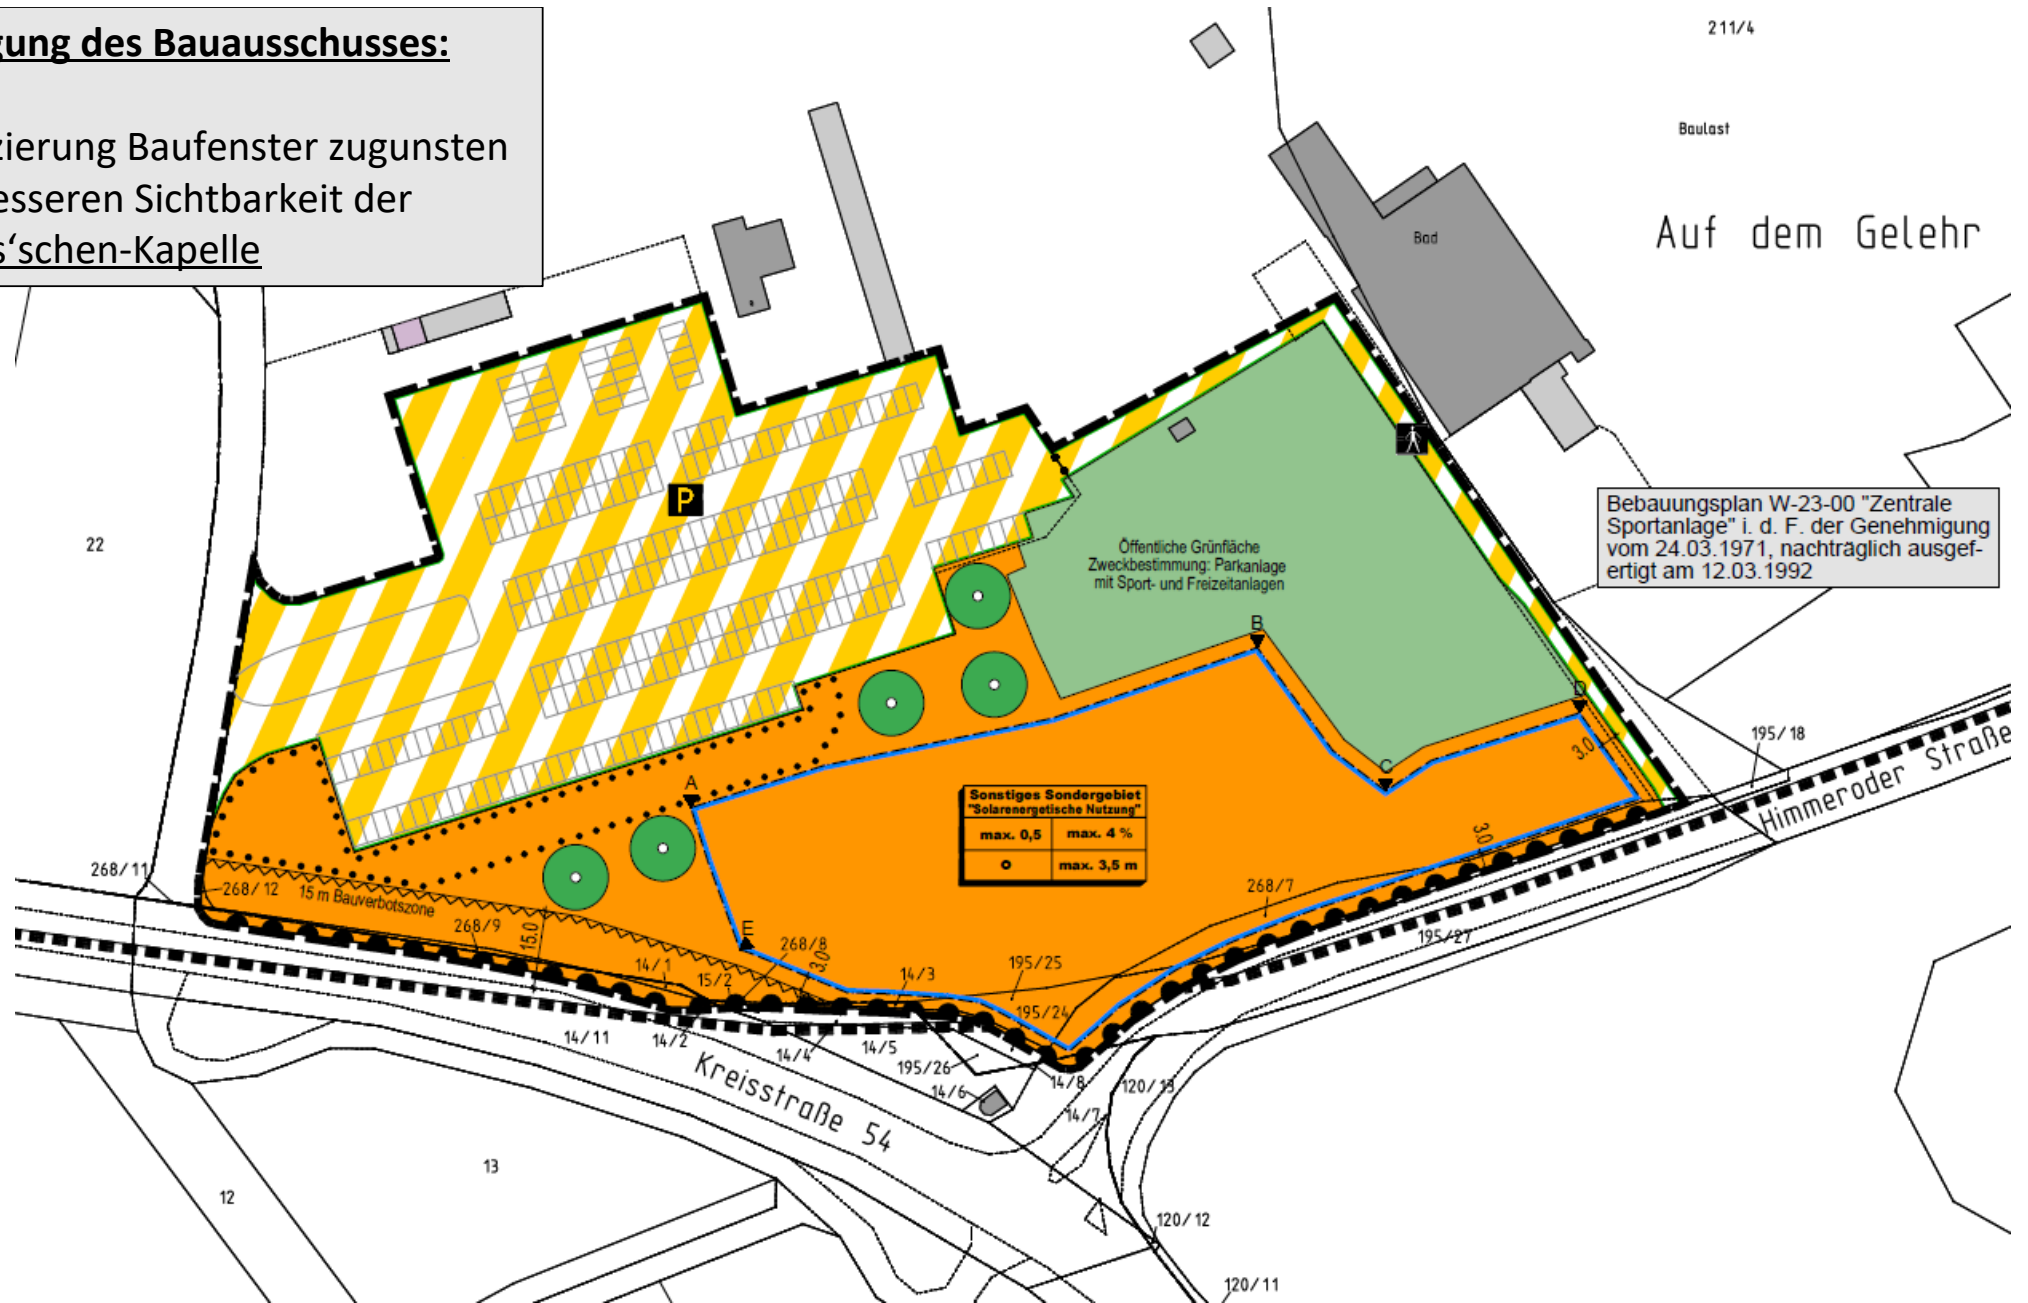 gung des Bauausschusses:
zierung Baufenster zugunsten
esseren Sichtbarkeit der
s‘schen-Kapelle
211/4
Baulast
Auf dem Gelehr
Bad
22
P
Bebauungsplan W-23-00 "Zentrale
Sportanlage" i. d. F. der Genehmigung
vom 24.03.1971, nachträglich ausgef-
ertigt am 12.03.1992
Öffentliche Grünfläche
Zweckbestimmung: Parkanlage
mit Sport- und Freizeitanlagen
B
D
A
C
E
3.0
195/18
Himmeroder Straße
Sonstiges Sondergebiet
"Solarenergetische Nutzung"
max. 0,5
max. 4 %
o
max. 3,5 m
3.0
268/11
268/12
15 m Bauverbotszone
268/9
15.0
268/7
195/27
268/8
3.0
14/1
15/2
14/3
195/25
195/24
14/11
14/2
14/4
14/5
195/26
14/6
14/8
14/7
120/13
Kreisstraße 54
13
12
120/12
120/11